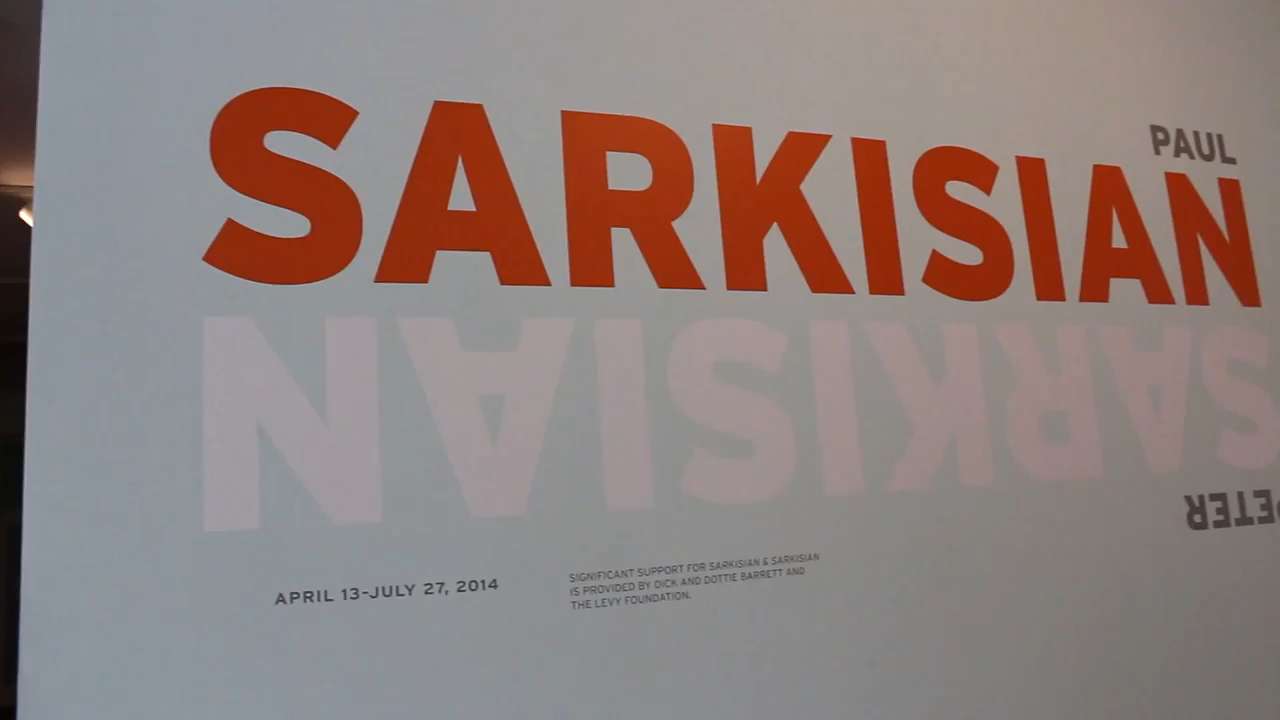 PAUL
SARKISIAN
SARKISIAN
PETER
APRIL 13-JULY 27, 2014
SIGNIFICANT SUPPORT FOR SARKISIAN & SARKISIAN
IS PROVIDED BY DICK AND DOTTIE BARRETT AND
THE LEVY FOUNDATION.